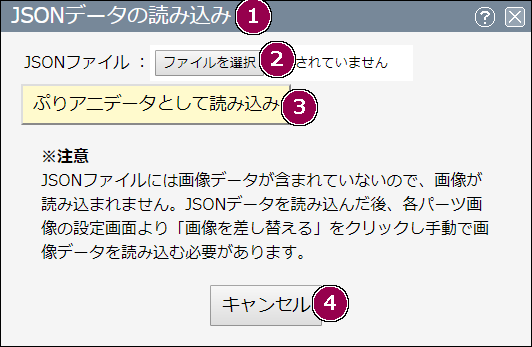 JSONデータの読み込み 1 ?
JSONファイル : ファイルを選択 2 されていません
ぷりアニデータとして読み込み 3
※注意
JSONファイルには画像データが含まれていないので、画像が
読み込まれません。JSONデータを読み込んだ後、各パーツ画
像の設定画面より「画像を差し替える」をクリックし手動で画
像データを読み込む必要があります。
キャンセル 4